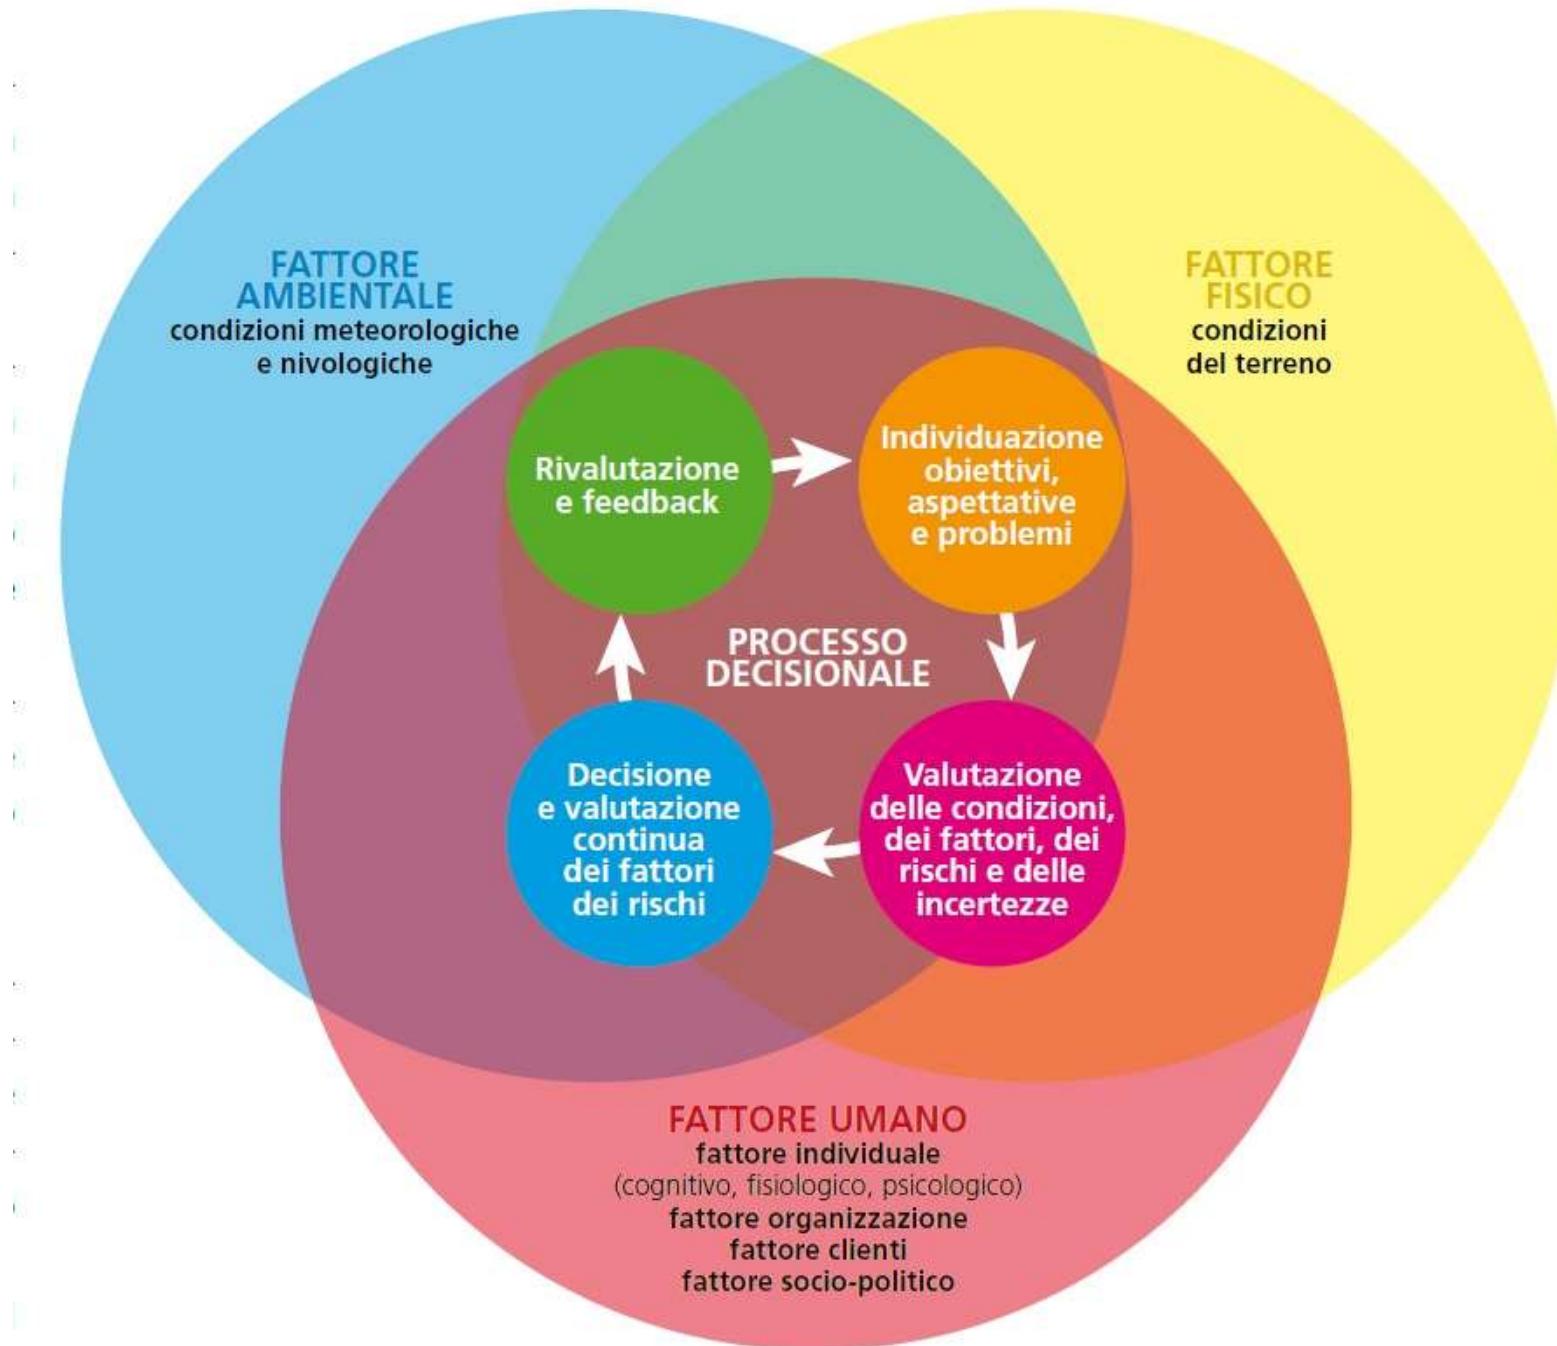 FATTORE
AMBIENTALE
condizioni meteorologiche
e nivologiche
FATTORE
FISICO
condizioni
del terreno
Rivalutazione
e feedback
Individuazione
obiettivi,
aspettative
e problemi
PROCESSO
DECISIONALE
Decisione
e valutazione
continua
dei fattori
dei rischi
Valutazione
delle condizioni,
dei fattori, dei
rischi e delle
incertezze
FATTORE UMANO
fattore individuale
(cognitivo, fisiologico, psicologico)
fattore organizzazione
fattore clienti
fattore socio-politico